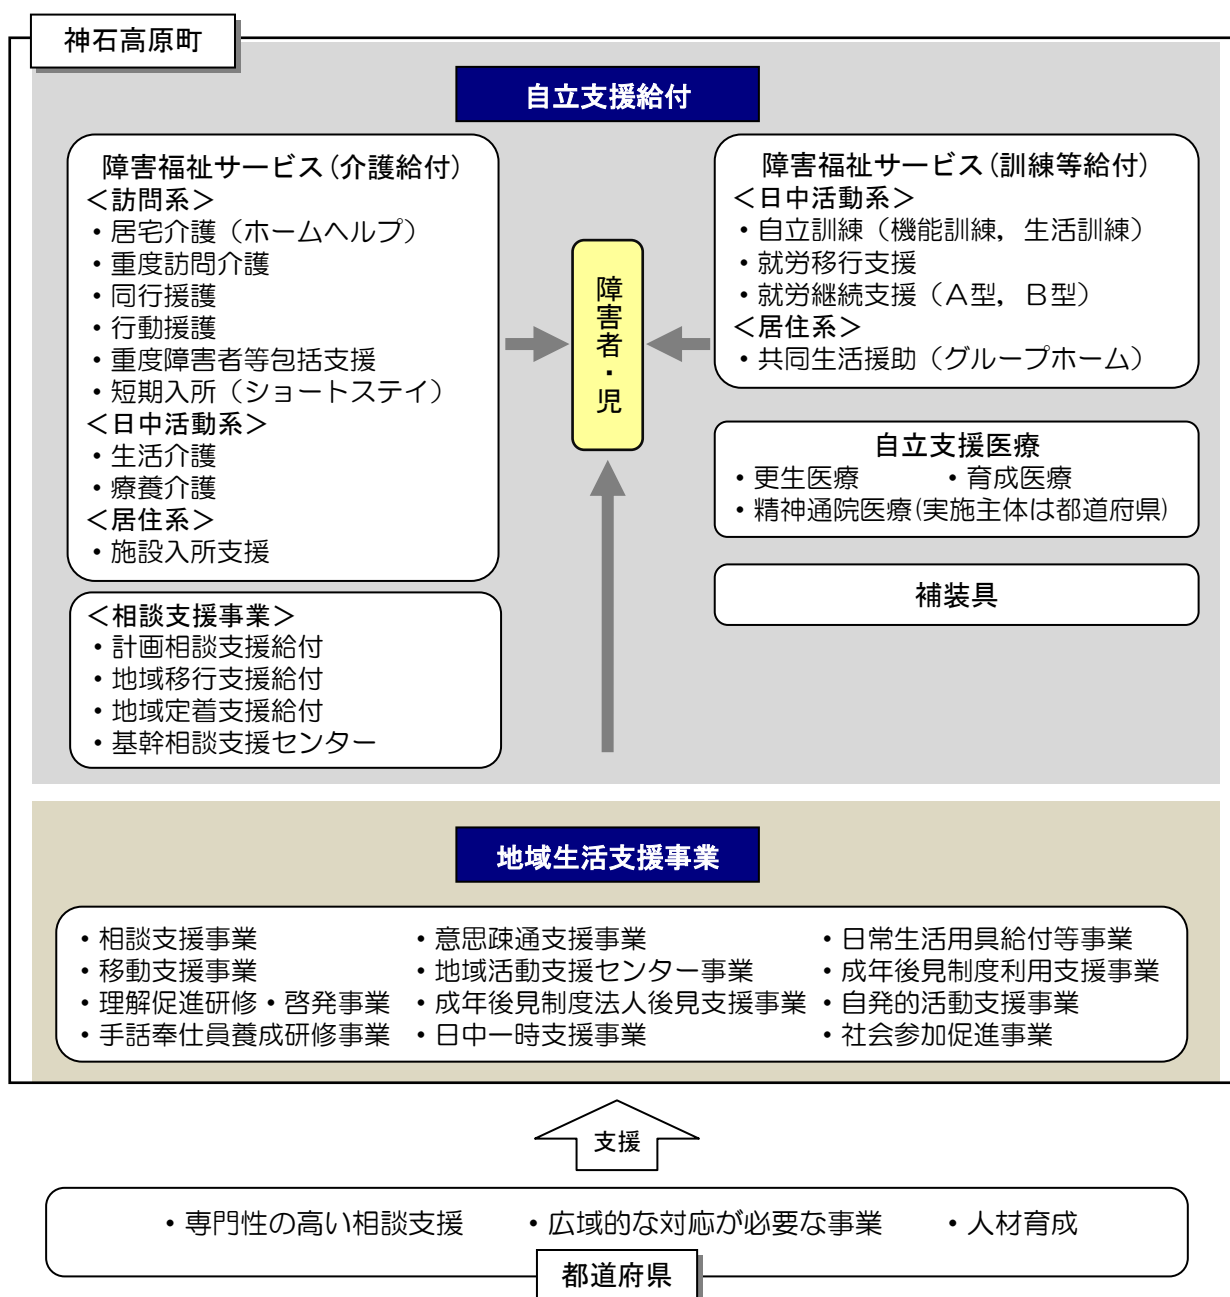 神石高原町
自立支援給付
障害福祉サービス(介護給付)
＜訪問系＞
・居宅介護（ホームヘルプ）
・重度訪問介護
・同行援護
・行動援護
・重度障害者等包括支援
・短期入所（ショートステイ）
＜日中活動系＞
・生活介護
・療養介護
＜居住系＞
・施設入所支援
＜相談支援事業＞
・計画相談支援給付
・地域移行支援給付
・地域定着支援給付
・基幹相談支援センター
障害者・児
障害福祉サービス(訓練等給付)
＜日中活動系＞
・自立訓練（機能訓練，生活訓練）
・就労移行支援
・就労継続支援（Ａ型，Ｂ型）
＜居住系＞
・共同生活援助（グループホーム）
自立支援医療
・更生医療　　・育成医療
・精神通院医療(実施主体は都道府県)
補装具
地域生活支援事業
・相談支援事業　・意思疎通支援事業　・日常生活用具給付等事業
・移動支援事業　・地域活動支援センター事業　・成年後見制度利用支援事業
・理解促進研修・啓発事業　・成年後見制度法人後見支援事業　・自発的活動支援事業
・手話奉仕員養成研修事業　・日中一時支援事業　・社会参加促進事業
支援
・専門性の高い相談支援　・広域的な対応が必要な事業　・人材育成
都道府県